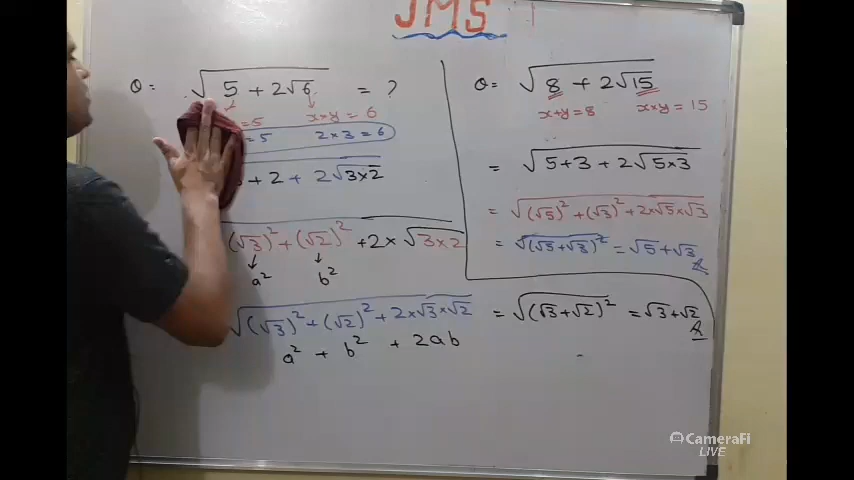 JMS
Q = √5 + 2√6 = ?
= 5 x × y = 6
= 5 2 × 3 = 6
+ 2 + 2√3×2
(√3)² + (√2)² + 2 × √3 × 2
a² b²
√(√3)² + (√2)² + 2×√3×√2 = √(√3 + √2)² = √3 + √2
a² + b² + 2ab
Q = √8 + 2√15
x + y = 8 x × y = 15
= √5 + 3 + 2√5×3
= √(√5)² + (√3)² + 2×√5×√3
= √(√5 + √3)² = √5 + √3
CameraFi
LIVE